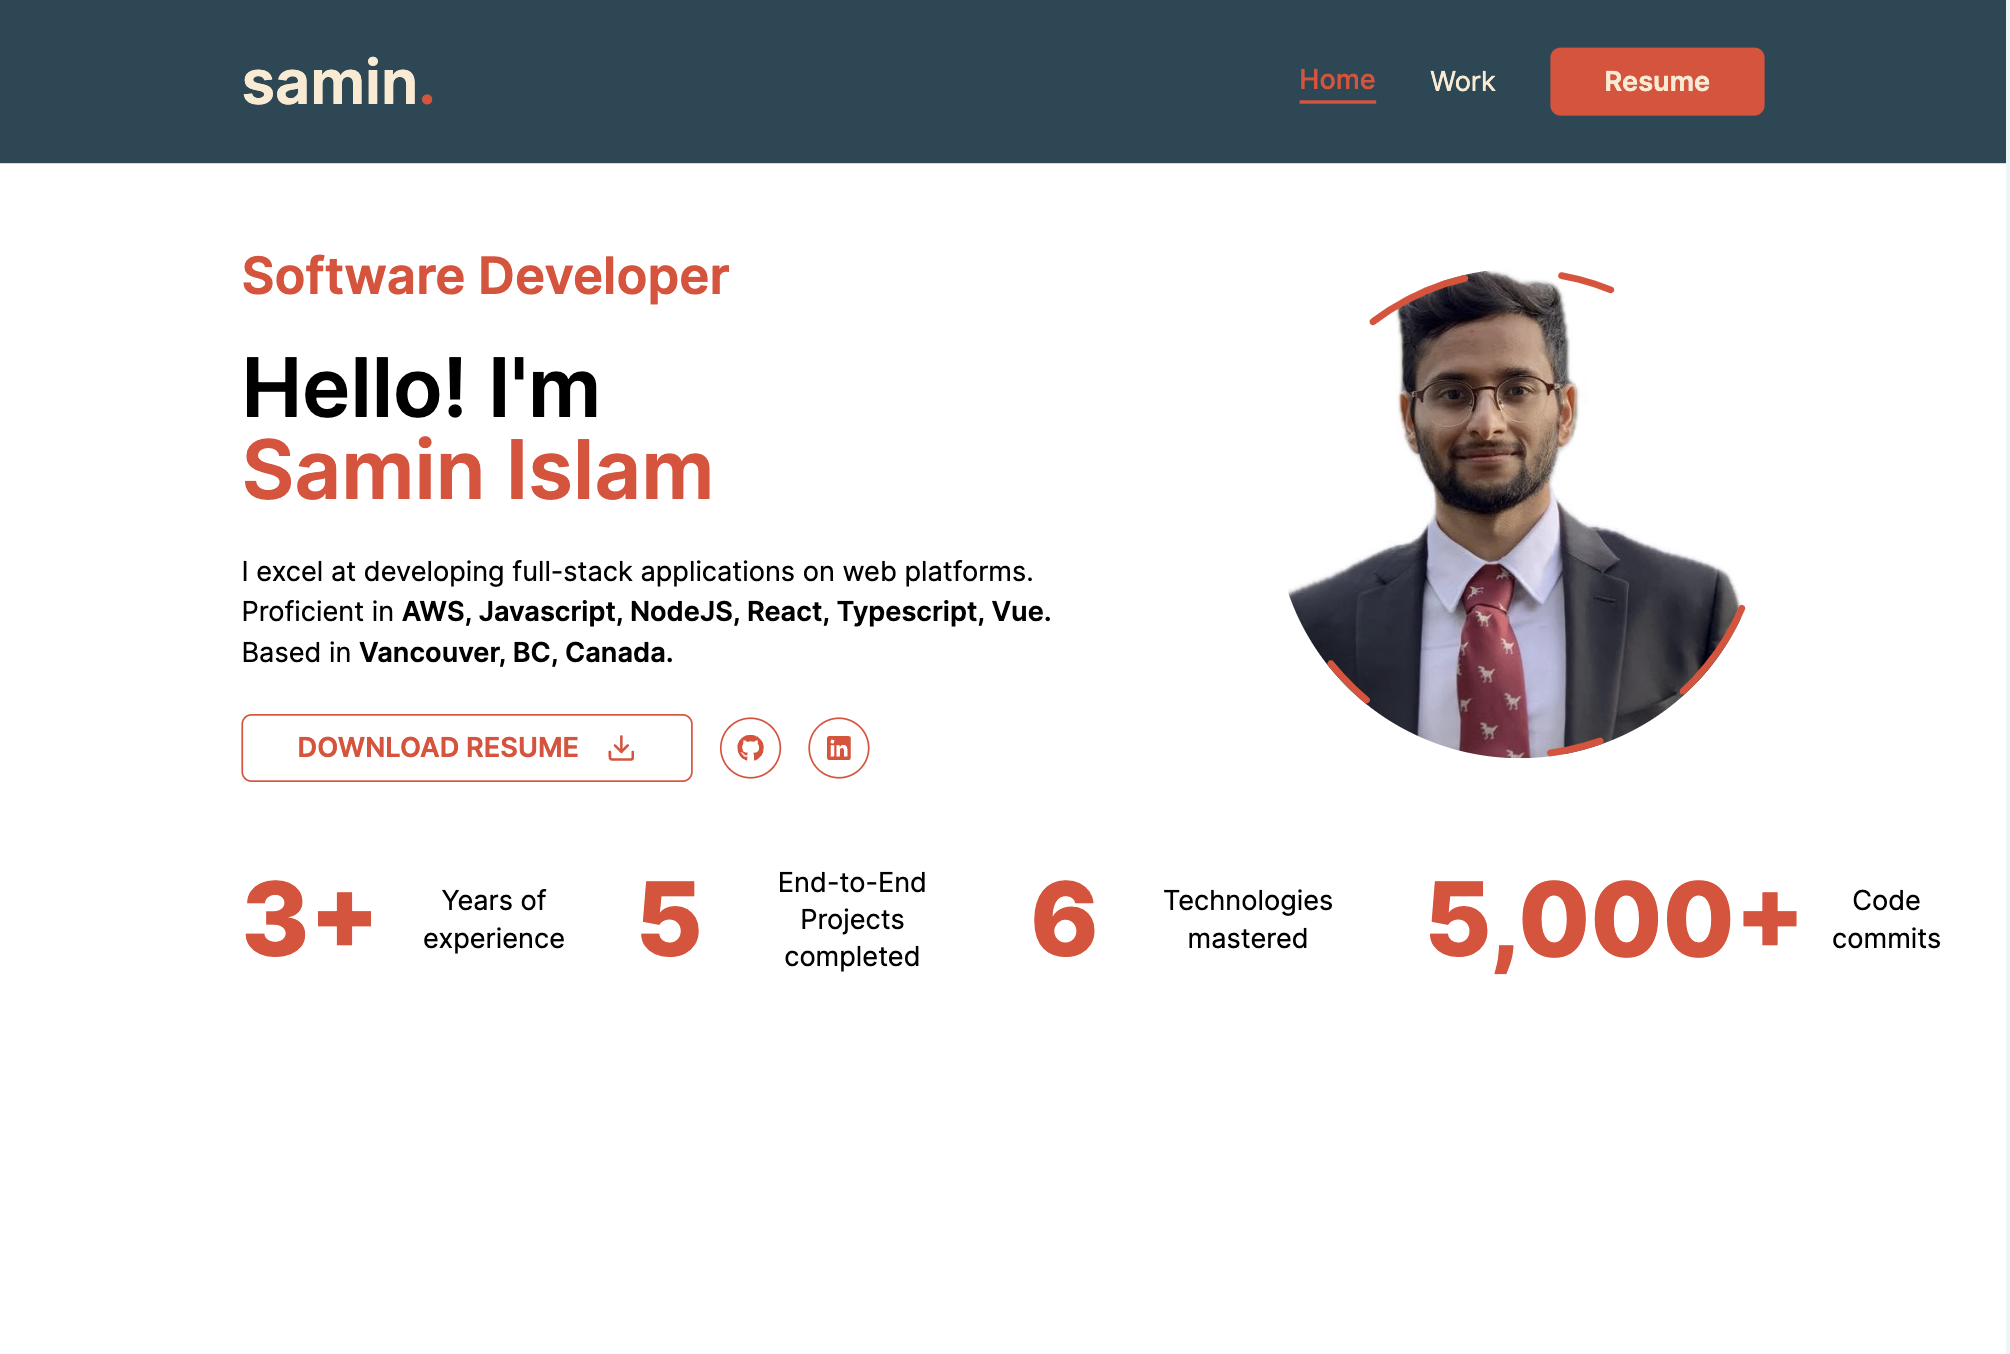 samin.
Home
Work
Resume
Software Developer
Hello! I'm
Samin Islam
I excel at developing full-stack applications on web platforms.
Proficient in AWS, Javascript, NodeJS, React, Typescript, Vue.
Based in Vancouver, BC, Canada.
DOWNLOAD RESUME
in
3+
Years of
experience
5
End-to-End
Projects
completed
6
Technologies
mastered
5,000+
Code
commits